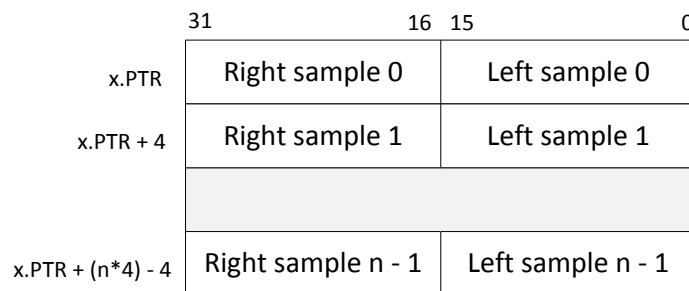 31 16 15 0
x.PTR Right sample 0 Left sample 0
x.PTR + 4 Right sample 1 Left sample 1
x.PTR + (n*4) - 4 Right sample n - 1 Left sample n - 1